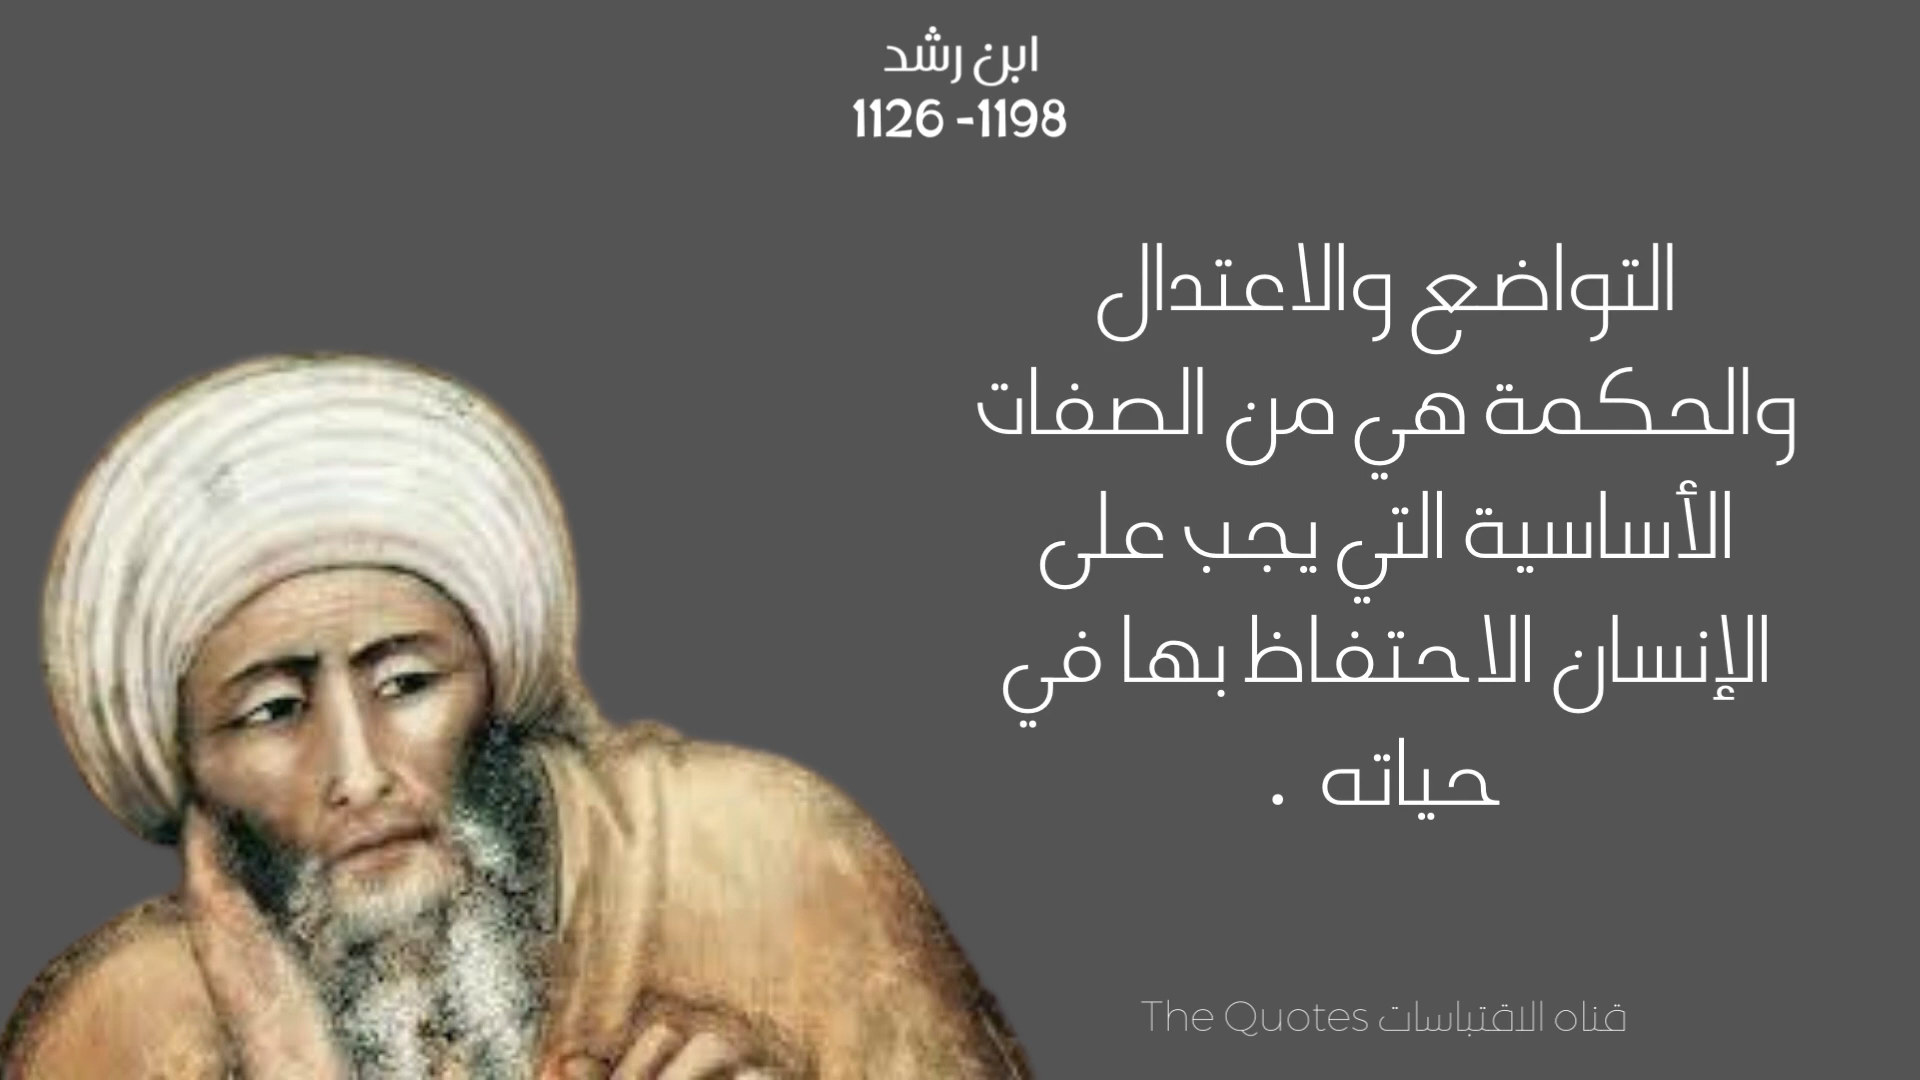 ابن رشد
1126 -1198
التواضع والاعتدال
والحكمة هي من الصفات
الأساسية التي يجب على
الإنسان الاحتفاظ بها في
حياته .
قناه الاقتباسات The Quotes